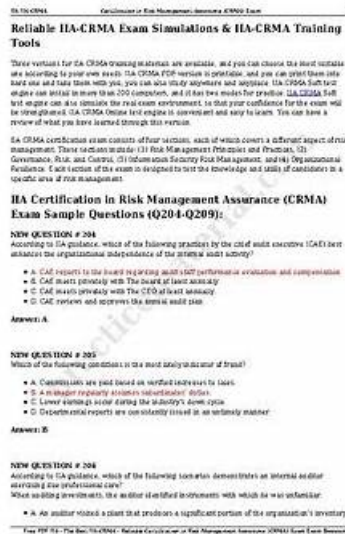 IIA IIA-CRMA Certification in Risk Management Assurance (CRMA) Exam
Reliable IIA-CRMA Exam Simulations & IIA-CRMA Training
Tools
Three versions for IIA CRMA training materials are available, and you can choose the most suitable
one according to your own needs. IIA CRMA PDF version is printable, and you can print them into
hard one and take them with you, you can also study anywhere and anyplace. IIA CRMA Soft test
engine can install in more than 200 computers, and it has two modes for practice. IIA CRMA Soft
test engine can also simulate the real exam environment, so that your confidence for the exam will
be strengthened. IIA CRMA Online test engine is convenient and easy to learn. You can have a
review of what you have learned through this version.
IIA CRMA certification exam consists of four sections, each of which covers a different aspect of risk
management. These sections include: (1) Risk Management Principles and Practices, (2)
Governance, Risk, and Control, (3) Information Security Risk Management, and (4) Organizational
Resilience. Each section of the exam is designed to test the knowledge and skills of candidates in a
specific area of risk management.
IIA Certification in Risk Management Assurance (CRMA)
Exam Sample Questions (Q204-Q209):
NEW QUESTION # 204
According to IIA guidance, which of the following practices by the chief audit executive (CAE) best
enhances the organizational independence of the internal audit activity?
A. CAE reports to the board regarding audit staff performance evaluation and compensation
B. CAE meets privately with The board at least annually
C. CAE meets privately with The CEO at least annually.
D. CAE reviews and approves the annual audit plan
Answer: A
NEW QUESTION # 205
Which of the following conditions is the most likely indicator of fraud?
A. Commissions are paid based on verified increases to sales.
B. A manager regularly assumes subordinates' duties.
C. Lower earnings occur during the industry's down cycle.
D. Departmental reports are consistently issued in an untimely manner
Answer: B
NEW QUESTION # 206
According to IIA guidance, which of the following scenarios demonstrates an internal auditor
exercising due professional care?
When auditing investments, the auditor identified instruments with which he was unfamiliar.
A. An auditor visited a plant that produces a significant portion of the organization's inventory